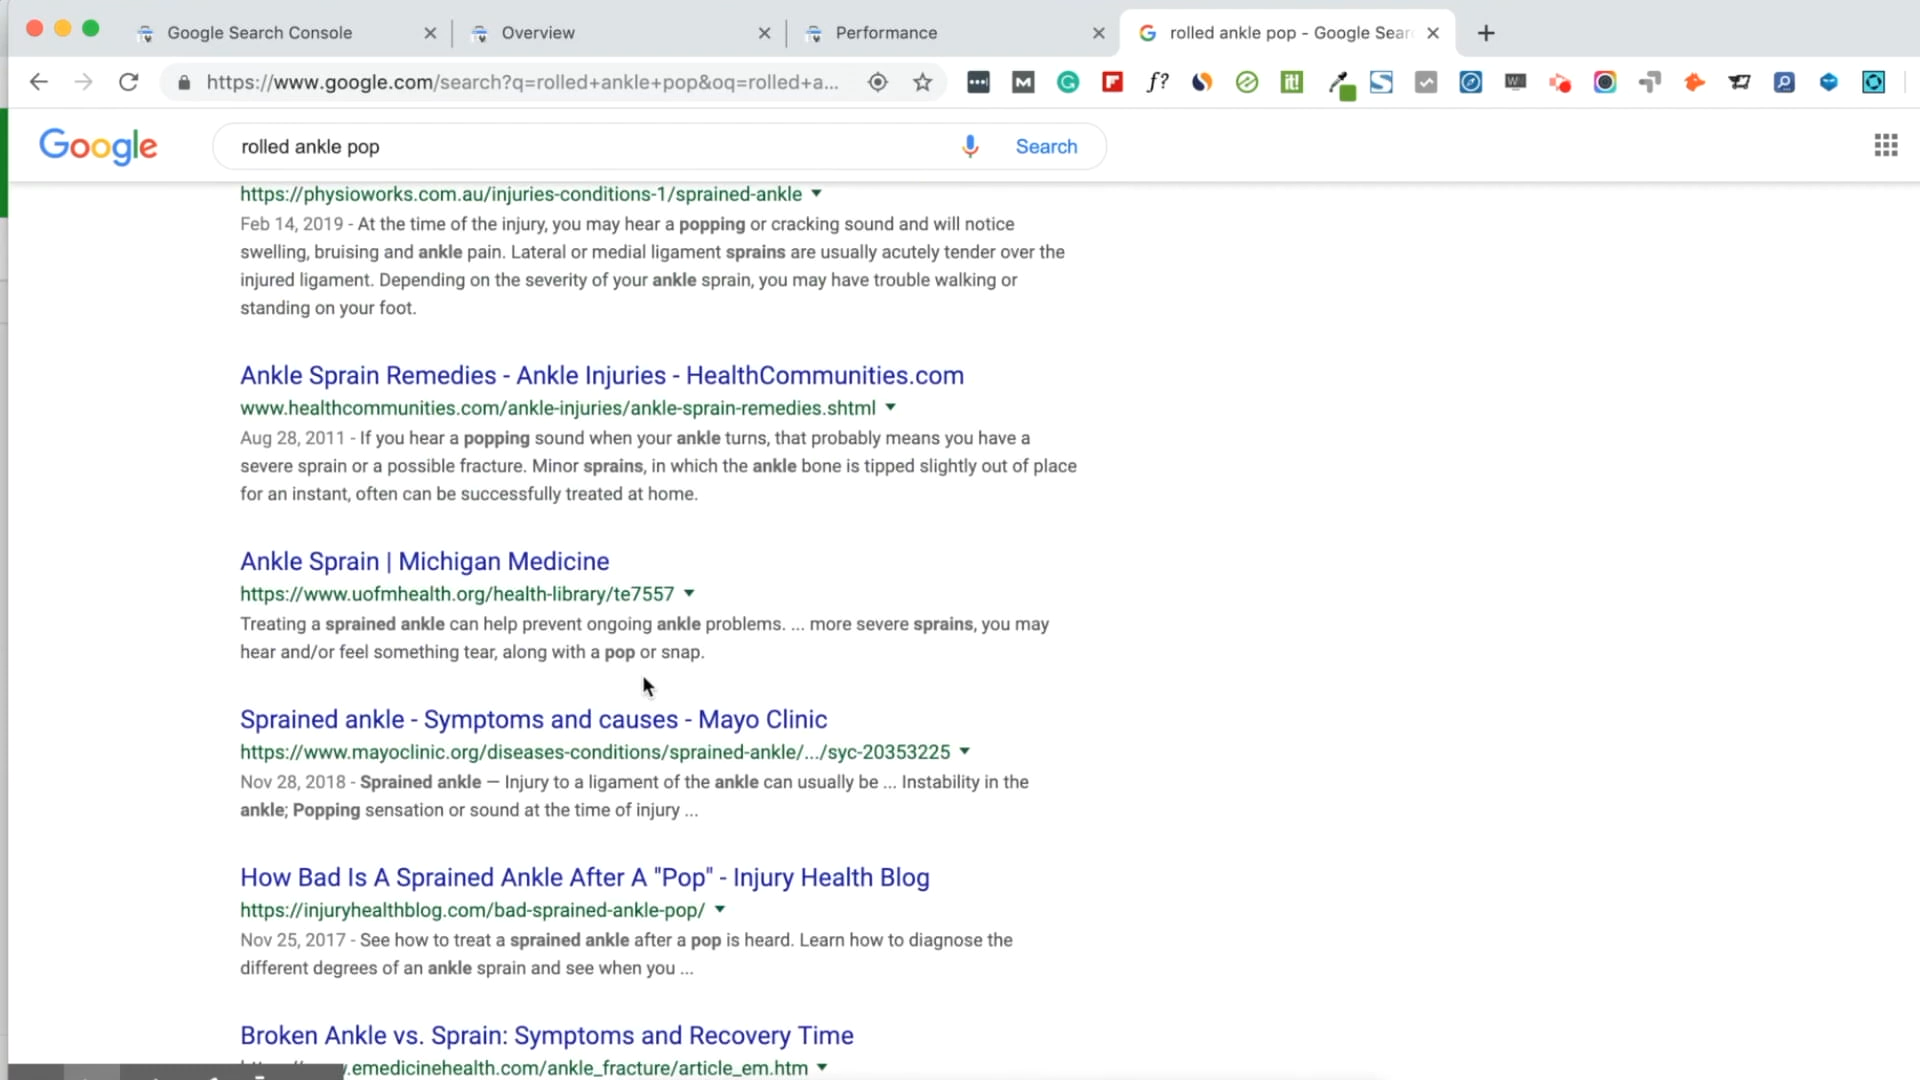 Google Search Console
Overview
Performance
rolled ankle pop - Google Sear
https://www.google.com/search?q=rolled+ankle+pop&oq=rolled+a...
Google
rolled ankle pop
Search
https://physioworks.com.au/injuries-conditions-1/sprained-ankle
Feb 14, 2019 - At the time of the injury, you may hear a popping or cracking sound and will notice
swelling, bruising and ankle pain. Lateral or medial ligament sprains are usually acutely tender over the
injured ligament. Depending on the severity of your ankle sprain, you may have trouble walking or
standing on your foot.
Ankle Sprain Remedies - Ankle Injuries - HealthCommunities.com
www.healthcommunities.com/ankle-injuries/ankle-sprain-remedies.shtml
Aug 28, 2011 - If you hear a popping sound when your ankle turns, that probably means you have a
severe sprain or a possible fracture. Minor sprains, in which the ankle bone is tipped slightly out of place
for an instant, often can be successfully treated at home.
Ankle Sprain | Michigan Medicine
https://www.uofmhealth.org/health-library/te7557
Treating a sprained ankle can help prevent ongoing ankle problems. ... more severe sprains, you may
hear and/or feel something tear, along with a pop or snap.
Sprained ankle - Symptoms and causes - Mayo Clinic
https://www.mayoclinic.org/diseases-conditions/sprained-ankle/.../syc-20353225
Nov 28, 2018 - Sprained ankle — Injury to a ligament of the ankle can usually be ... Instability in the
ankle; Popping sensation or sound at the time of injury ...
How Bad Is A Sprained Ankle After A "Pop" - Injury Health Blog
https://injuryhealthblog.com/bad-sprained-ankle-pop/
Nov 25, 2017 - See how to treat a sprained ankle after a pop is heard. Learn how to diagnose the
different degrees of an ankle sprain and see when you ...
Broken Ankle vs. Sprain: Symptoms and Recovery Time
.emedicinehealth.com/ankle_fracture/article_em.htm